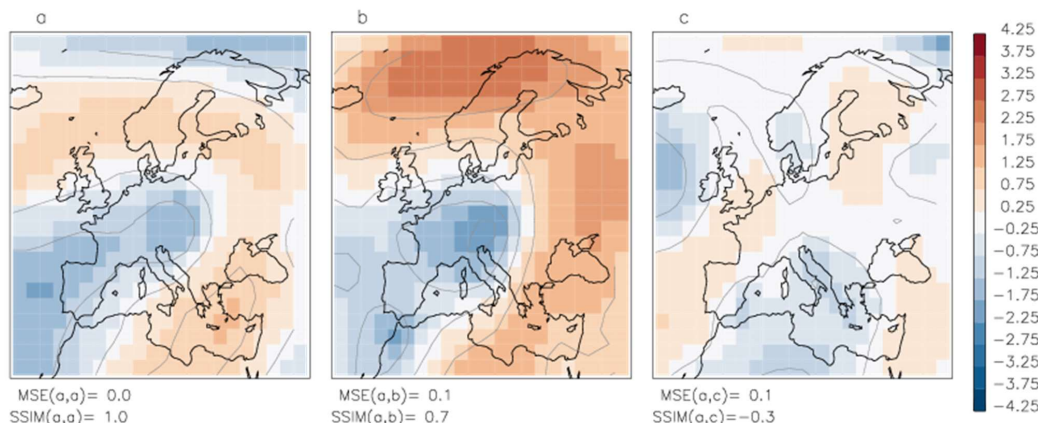 a
b
c
MSE(a,a)= 0.0
SSIM(a,a)= 1.0
MSE(a,b)= 0.1
SSIM(a,b)= 0.7
MSE(a,c)= 0.1
SSIM(a,c)=−0.3
4.25
3.75
3.25
2.75
2.25
1.75
1.25
0.75
0.25
−0.25
−0.75
−1.25
−1.75
−2.25
−2.75
−3.25
−3.75
−4.25